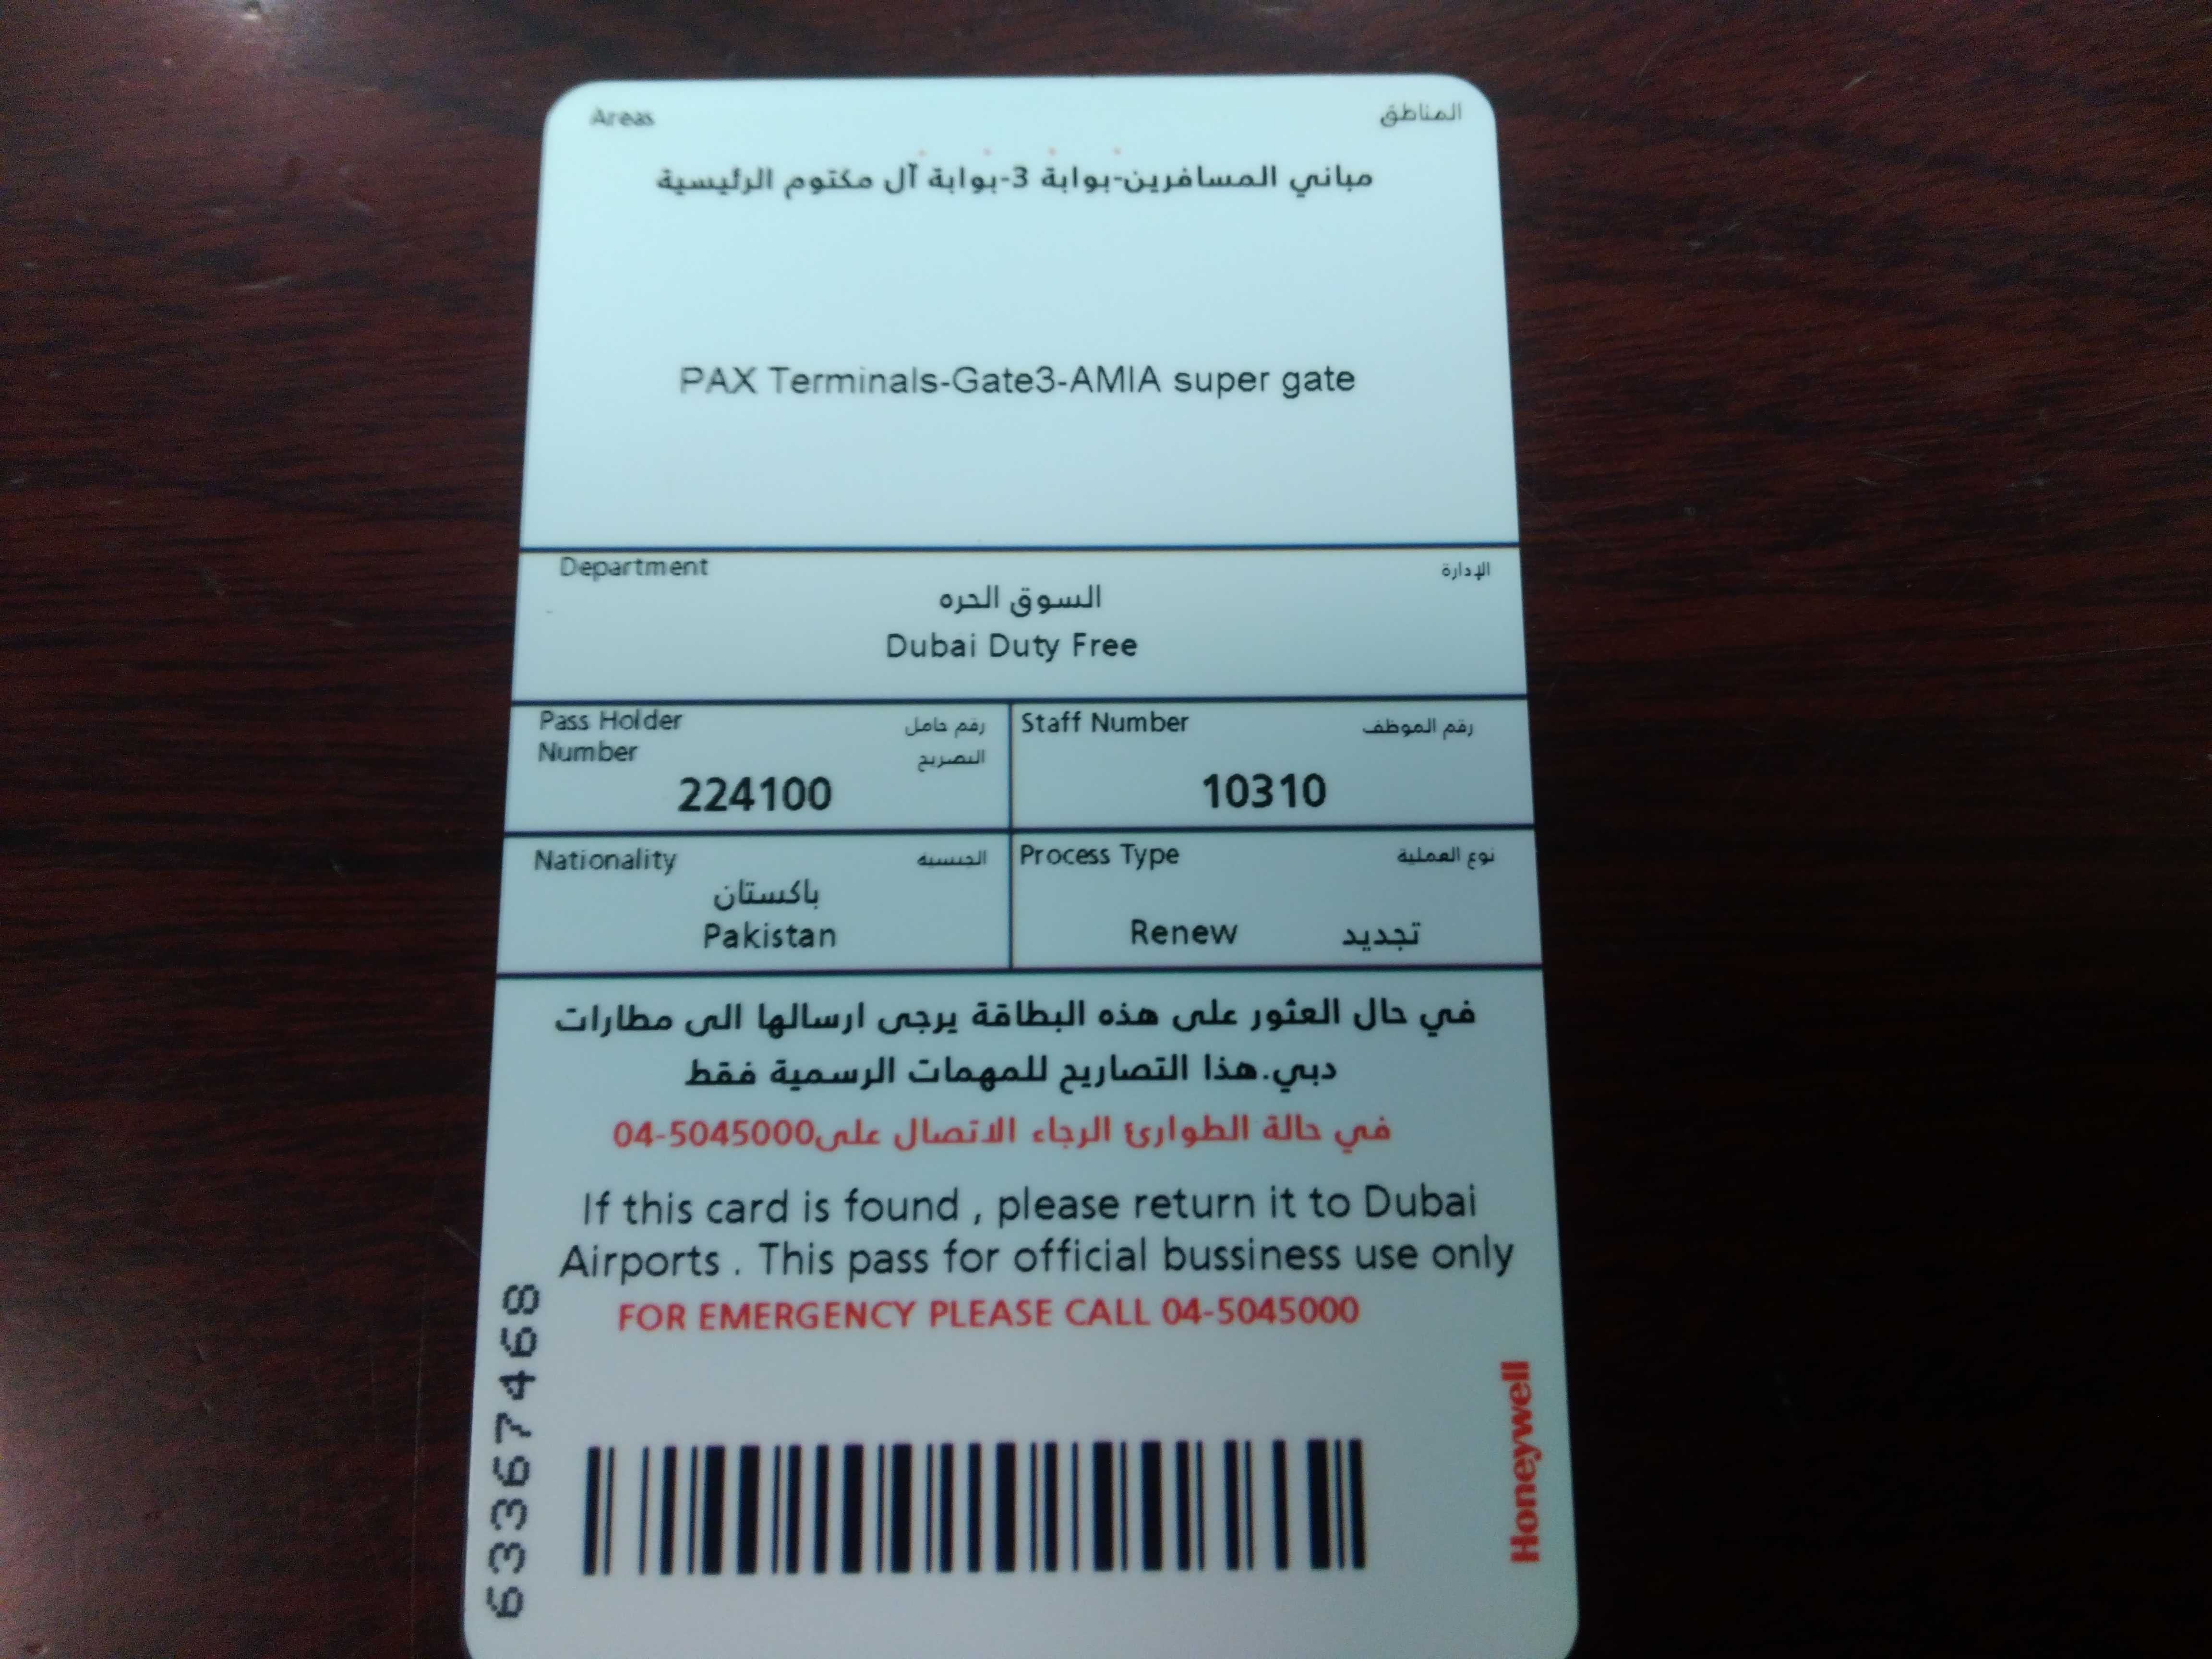 Areas المناطق
مباني المسافرين-بوابة 3-بوابة آل مكتوم الرئيسية
PAX Terminals-Gate3-AMIA super gate
Department الإدارة
السوق الحره
Dubai Duty Free
Pass Holder رقم حامل
Number التصريح
224100
Staff Number رقم الموظف
10310
Nationality الجنسية
باكستان
Pakistan
Process Type نوع العملية
Renew تجديد
في حال العثور على هذه البطاقة يرجى ارسالها الى مطارات
دبي.هذا التصاريح للمهمات الرسمية فقط
في حالة الطوارئ الرجاء الاتصال على04-5045000
If this card is found , please return it to Dubai
Airports . This pass for official bussiness use only
FOR EMERGENCY PLEASE CALL 04-5045000
63367468
Honeywell